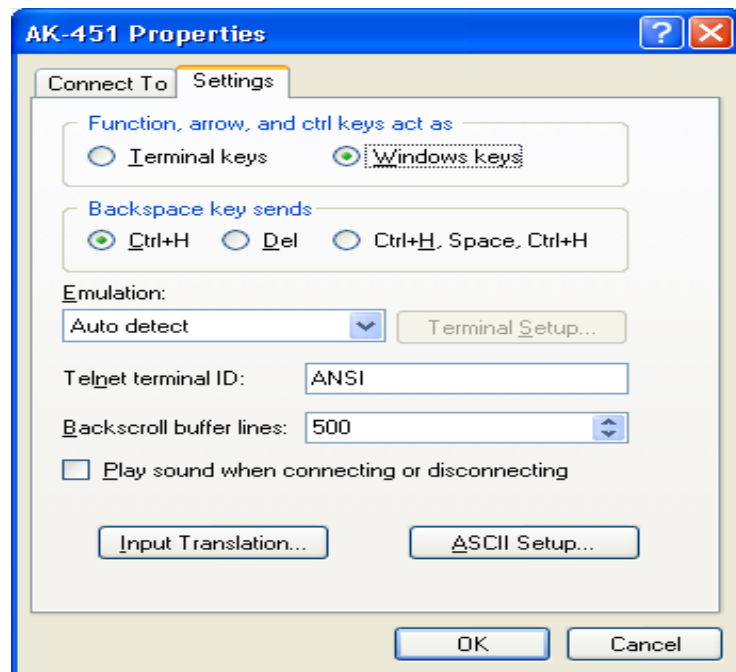 AK-451 Properties
Connect To Settings
Function, arrow, and ctrl keys act as
Terminal keys Windows keys
Backspace key sends
Ctrl+H Del Ctrl+H, Space, Ctrl+H
Emulation:
Auto detect Terminal Setup...
Telnet terminal ID: ANSI
Backscroll buffer lines: 500
Play sound when connecting or disconnecting
Input Translation... ASCII Setup...
OK Cancel